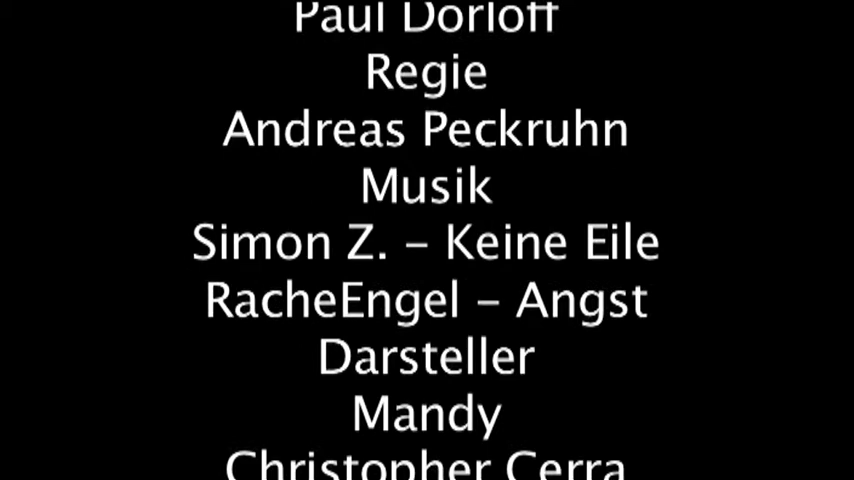 Paul Dorloff
Regie
Andreas Peckruhn
Musik
Simon Z. - Keine Eile
RacheEngel - Angst
Darsteller
Mandy
Christopher Cerra